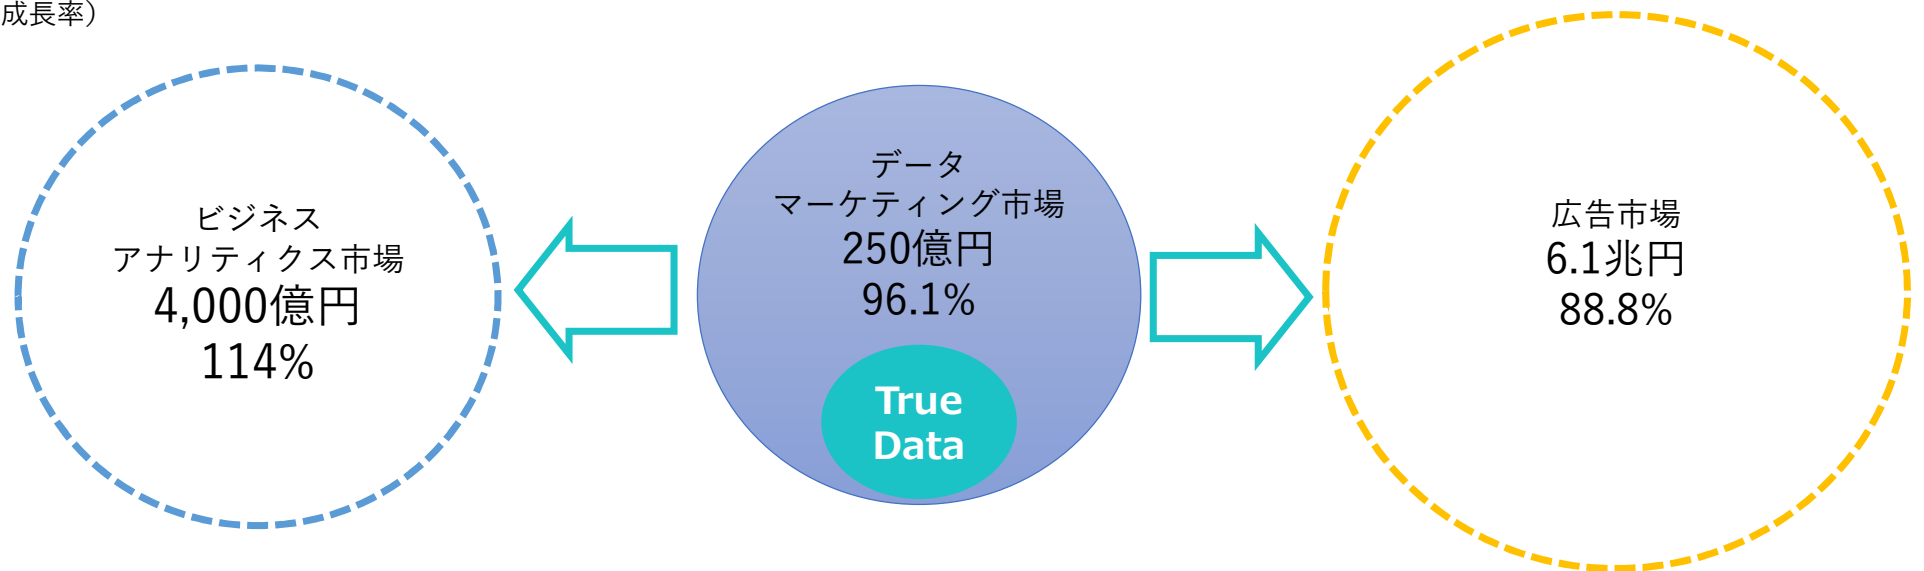 成長率）
ビジネス
アナリティクス市場
4,000億円
114%
データ
マーケティング市場
250億円
96.1%
True
Data
広告市場
6.1兆円
88.8%